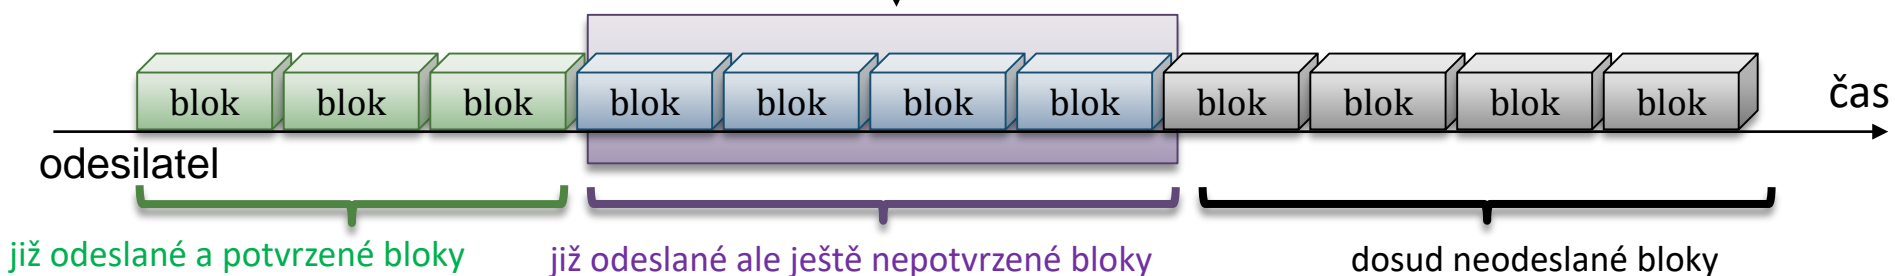 blok blok blok blok blok blok blok blok blok blok blok
čas
odesilatel
již odeslané a potvrzené bloky
již odeslané ale ještě nepotvrzené bloky
dosud neodeslané bloky